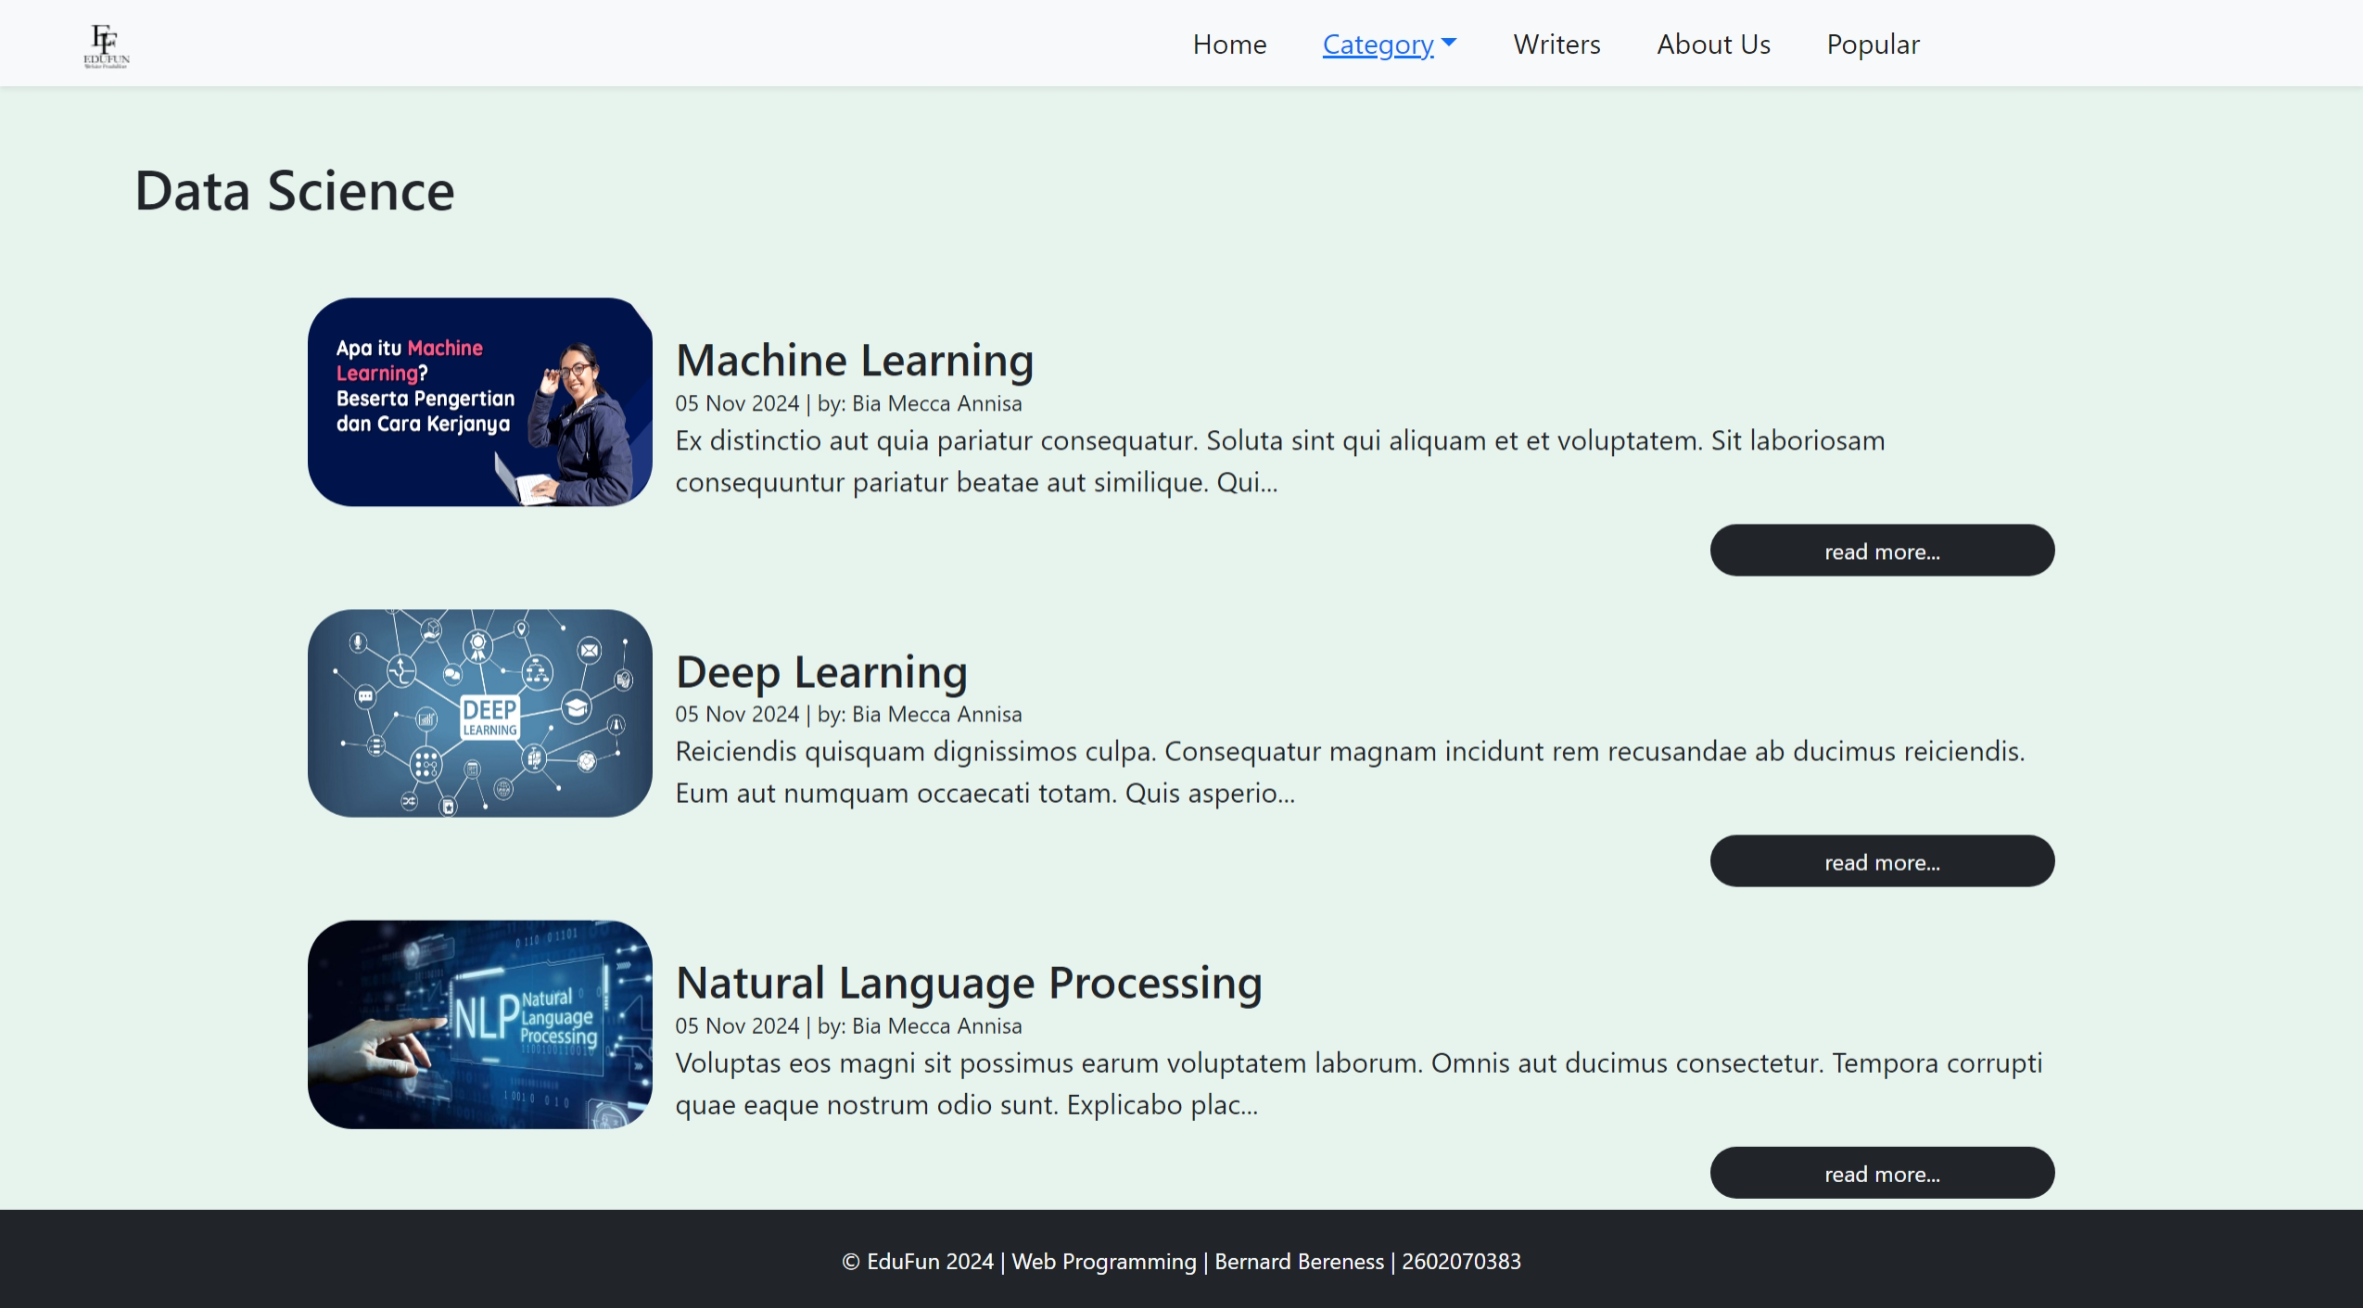 EF
EDUFUN
Home Category Writers About Us Popular
Data Science
Apa itu Machine
Learning?
Beserta Pengertian
dan Cara Kerjanya
Machine Learning
05 Nov 2024 | by: Bia Mecca Annisa
Ex distinctio aut quia pariatur consequatur. Soluta sint qui aliquam et et voluptatem. Sit laboriosam
consequuntur pariatur beatae aut similique. Qui...
read more...
DEEP
LEARNING
Deep Learning
05 Nov 2024 | by: Bia Mecca Annisa
Reiciendis quisquam dignissimos culpa. Consequatur magnam incidunt rem recusandae ab ducimus reiciendis.
Eum aut numquam occaecati totam. Quis asperio...
read more...
NLP Natural
Language
Processing
Natural Language Processing
05 Nov 2024 | by: Bia Mecca Annisa
Voluptas eos magni sit possimus earum voluptatem laborum. Omnis aut ducimus consectetur. Tempora corrupti
quae eaque nostrum odio sunt. Explicabo plac...
read more...
© EduFun 2024 | Web Programming | Bernard Bereness | 2602070383